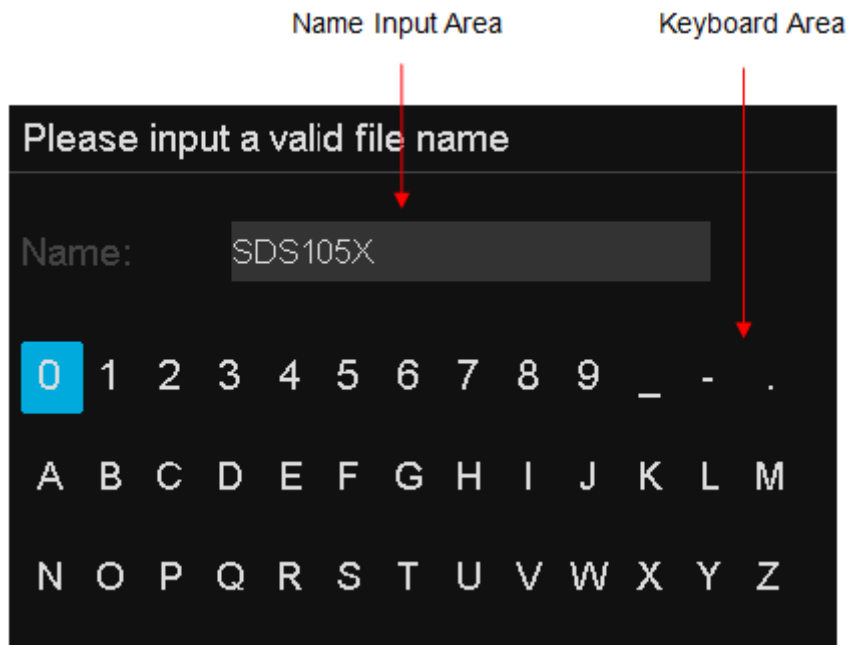 Name Input Area Keyboard Area
Please input a valid file name
Name: SDS105X
0 1 2 3 4 5 6 7 8 9 _ - .
A B C D E F G H I J K L M
N O P Q R S T U V W X Y Z